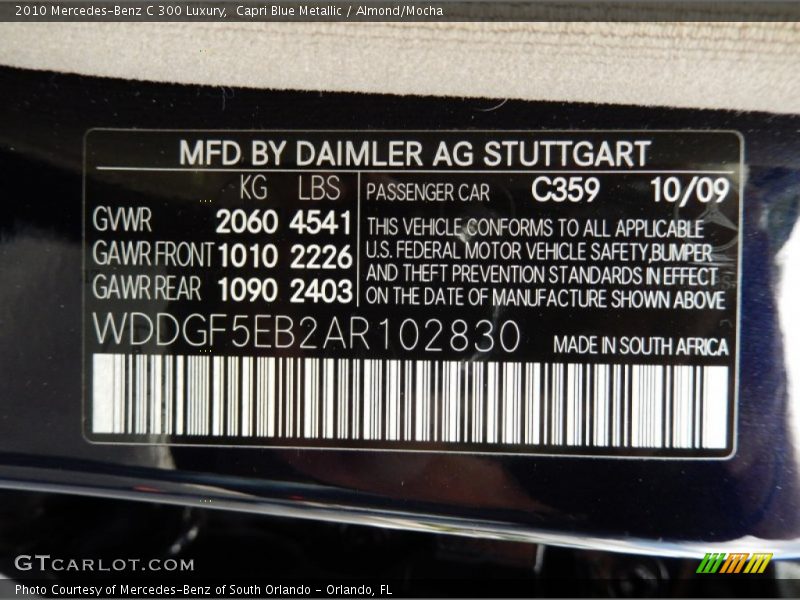 2010 Mercedes-Benz C 300 Luxury,  Capri Blue Metallic / Almond/Mocha
MFD BY DAIMLER AG STUTTGART
KG LBS
GVWR 2060 4541
GAWR FRONT 1010 2226
GAWR REAR 1090 2403
PASSENGER CAR C359 10/09
THIS VEHICLE CONFORMS TO ALL APPLICABLE
U.S. FEDERAL MOTOR VEHICLE SAFETY,BUMPER
AND THEFT PREVENTION STANDARDS IN EFFECT
ON THE DATE OF MANUFACTURE SHOWN ABOVE
WDDGF5EB2AR102830
MADE IN SOUTH AFRICA
GTCARLOT.COM
Photo Courtesy of Mercedes-Benz of South Orlando - Orlando, FL